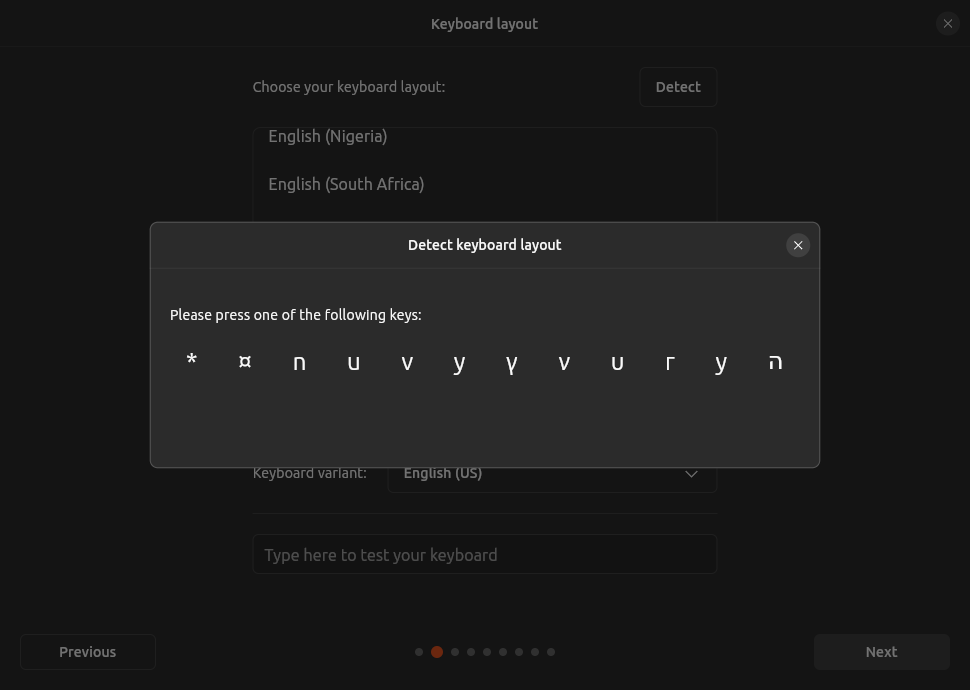 Keyboard layout
Choose your keyboard layout:
Detect
English (Nigeria)
English (South Africa)
Detect keyboard layout
Please press one of the following keys:
* ¤ n u v y γ ν υ г у ה
Keyboard variant: English (US)
Type here to test your keyboard
Previous
Next